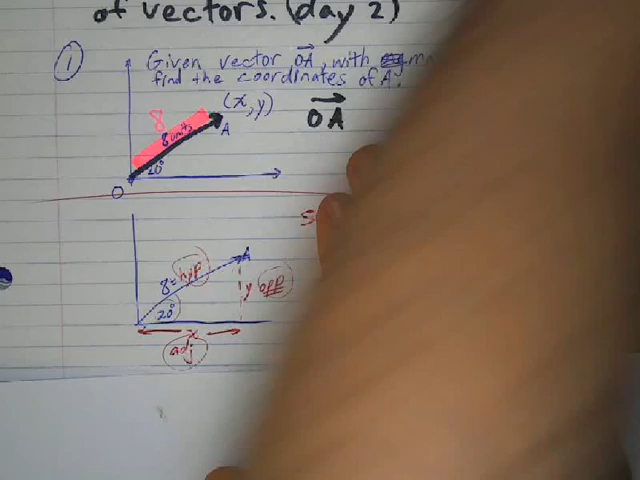 of vectors. (day 2)
① Given vector OA, with
find the coordinates of A.
(x, y)
8
8 units
A
20°
O
OA
S
A
8 = hyp
y opp
20°
x
adj